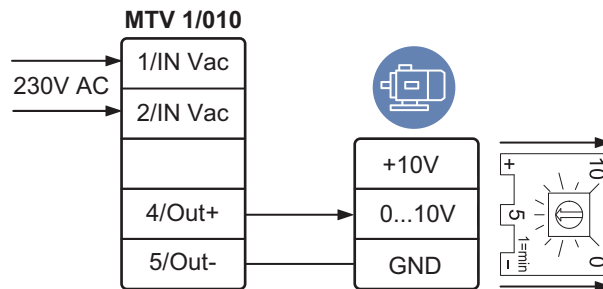 MTV 1/010
1/IN Vac
230V AC
2/IN Vac
4/Out+
5/Out-
+10V
0...10V
GND
+
10
5
1=min
-
0